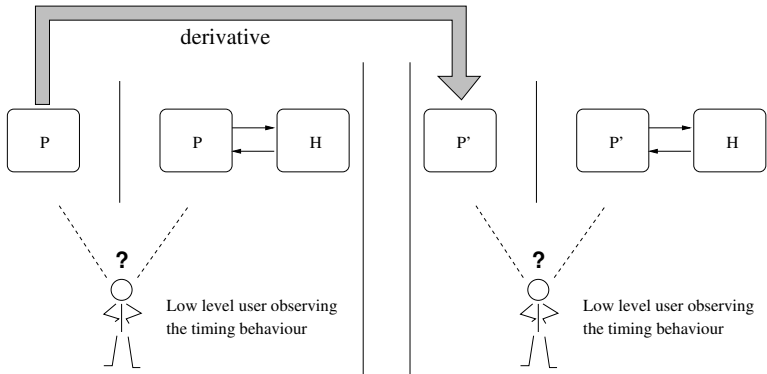 derivative
P
P
H
P'
P'
H
?
?
Low level user observing
the timing behaviour
Low level user observing
the timing behaviour